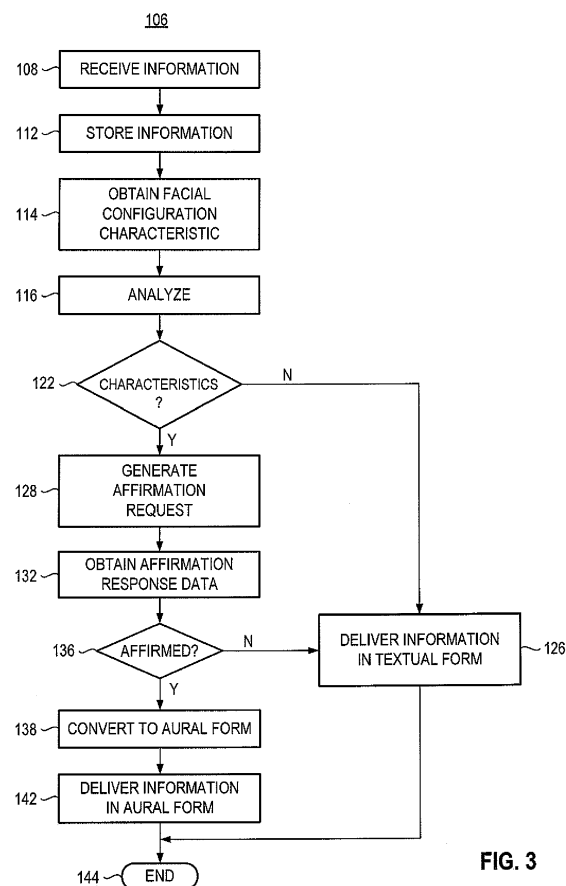 106
108
RECEIVE INFORMATION
112
STORE INFORMATION
114
OBTAIN FACIAL
CONFIGURATION
CHARACTERISTIC
116
ANALYZE
122
CHARACTERISTICS
?
N
Y
128
GENERATE
AFFIRMATION
REQUEST
132
OBTAIN AFFIRMATION
RESPONSE DATA
136
AFFIRMED?
N
Y
DELIVER INFORMATION
IN TEXTUAL FORM
126
138
CONVERT TO AURAL FORM
142
DELIVER INFORMATION
IN AURAL FORM
144
END
FIG. 3